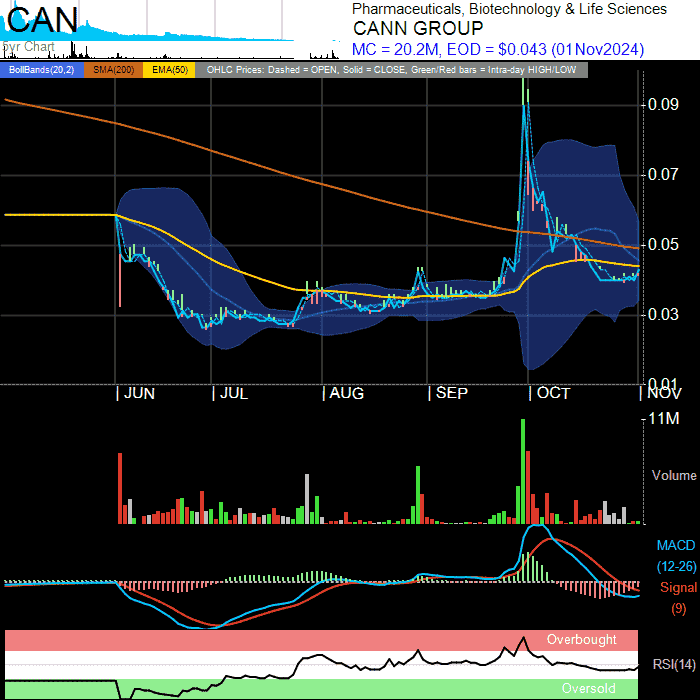 CAN
5yr Chart
Pharmaceuticals, Biotechnology & Life Sciences
CANN GROUP
MC = 20.2M, EOD = $0.043 (01Nov2024)
BollBands(20,2) SMA(200) EMA(50) OHLC Prices: Dashed = OPEN, Solid = CLOSE, Green/Red bars = Intra-day HIGH/LOW
0.09
0.07
0.05
0.03
0.01
JUN JUL AUG SEP OCT NOV
11M
Volume
MACD
(12-26)
Signal
(9)
Overbought
RSI(14)
Oversold